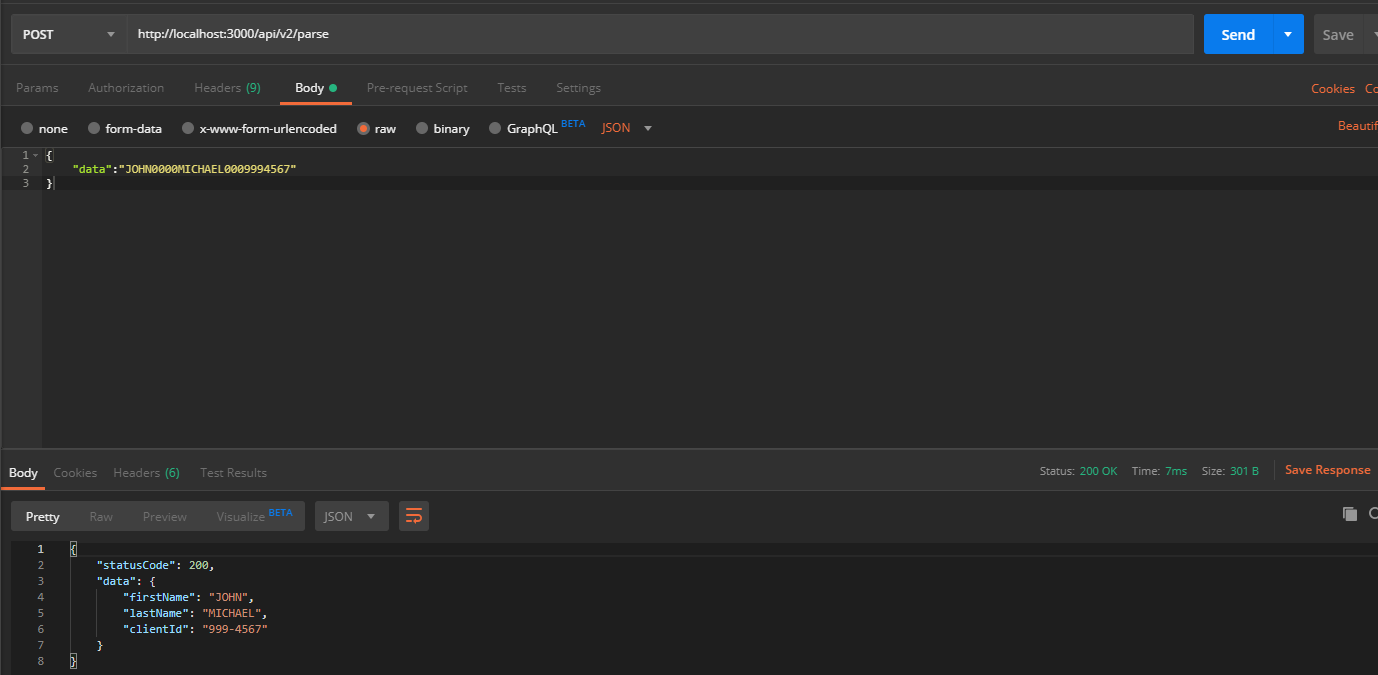 POST http://localhost:3000/api/v2/parse Send Save
Params Authorization Headers (9) Body Pre-request Script Tests Settings Cookies Co
none form-data x-www-form-urlencoded raw binary GraphQL BETA JSON Beautif
1 {
2 "data":"JOHN0000MICHAEL0009994567"
3 }
Body Cookies Headers (6) Test Results Status: 200 OK Time: 7ms Size: 301 B Save Response
Pretty Raw Preview Visualize BETA JSON
1 {
2 "statusCode": 200,
3 "data": {
4 "firstName": "JOHN",
5 "lastName": "MICHAEL",
6 "clientId": "999-4567"
7 }
8 }